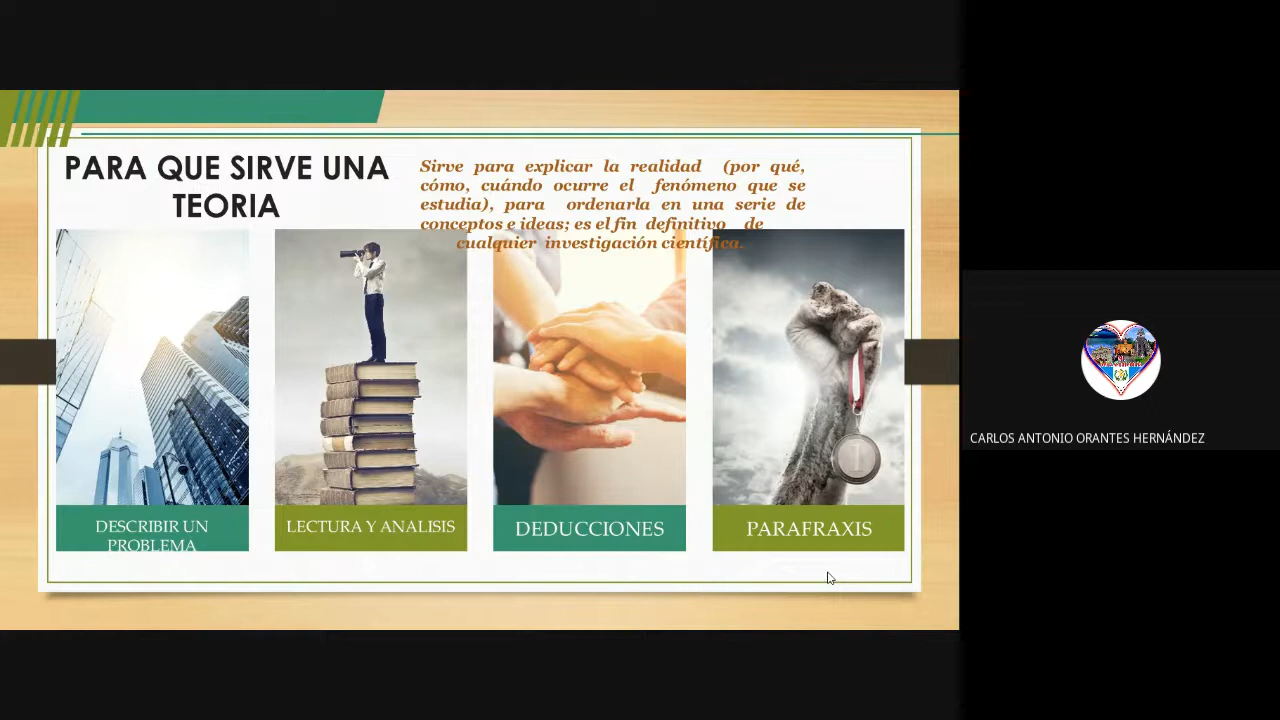 PARA QUE SIRVE UNA
TEORIA
Sirve para explicar la realidad (por qué,
cómo, cuándo ocurre el fenómeno que se
estudia), para ordenarla en una serie de
conceptos e ideas; es el fin definitivo de
cualquier investigación científica.
DESCRIBIR UN
PROBLEMA
LECTURA Y ANALISIS
DEDUCCIONES
PARAFRAXIS
CARLOS ANTONIO ORANTES HERNÁNDEZ